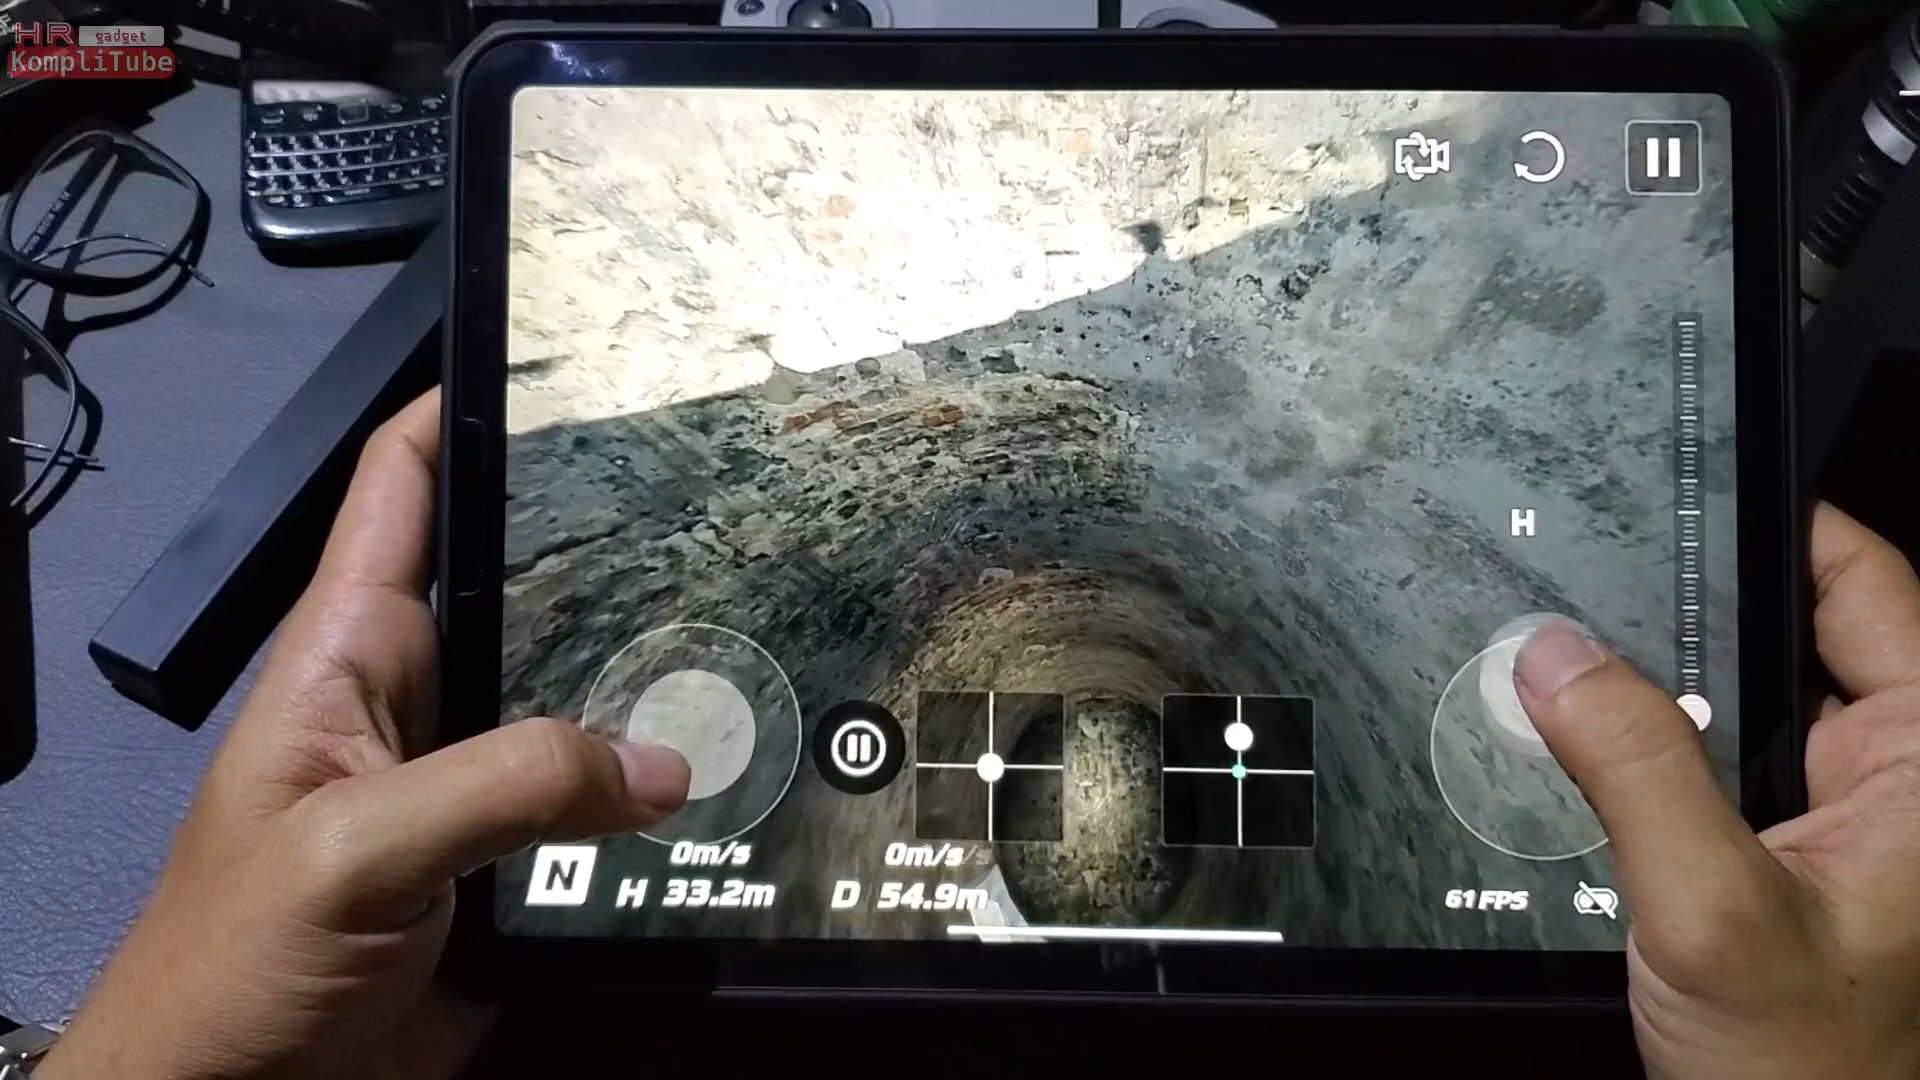 HR gadget
KompliTube
H
0m/s
0m/s
N
H 33.2m
D 54.9m
61 FPS